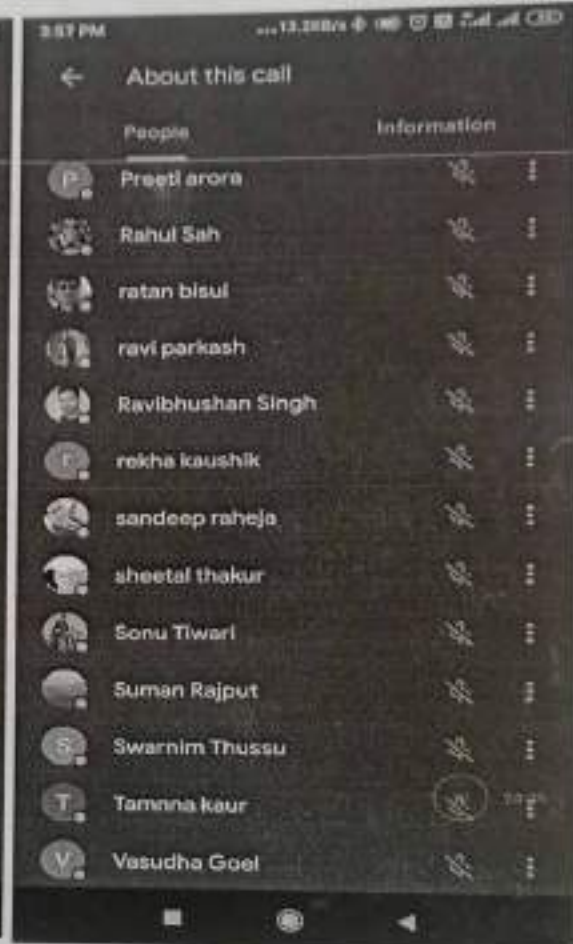 3:57 PM
← About this call
People Information
P Preeti arora
Rahul Sah
ratan bisui
ravi parkash
Ravibhushan Singh
r rekha kaushik
sandeep raheja
sheetal thakur
Sonu Tiwari
Suman Rajput
S Swarnim Thussu
T Tamnna kaur
V Vasudha Goel